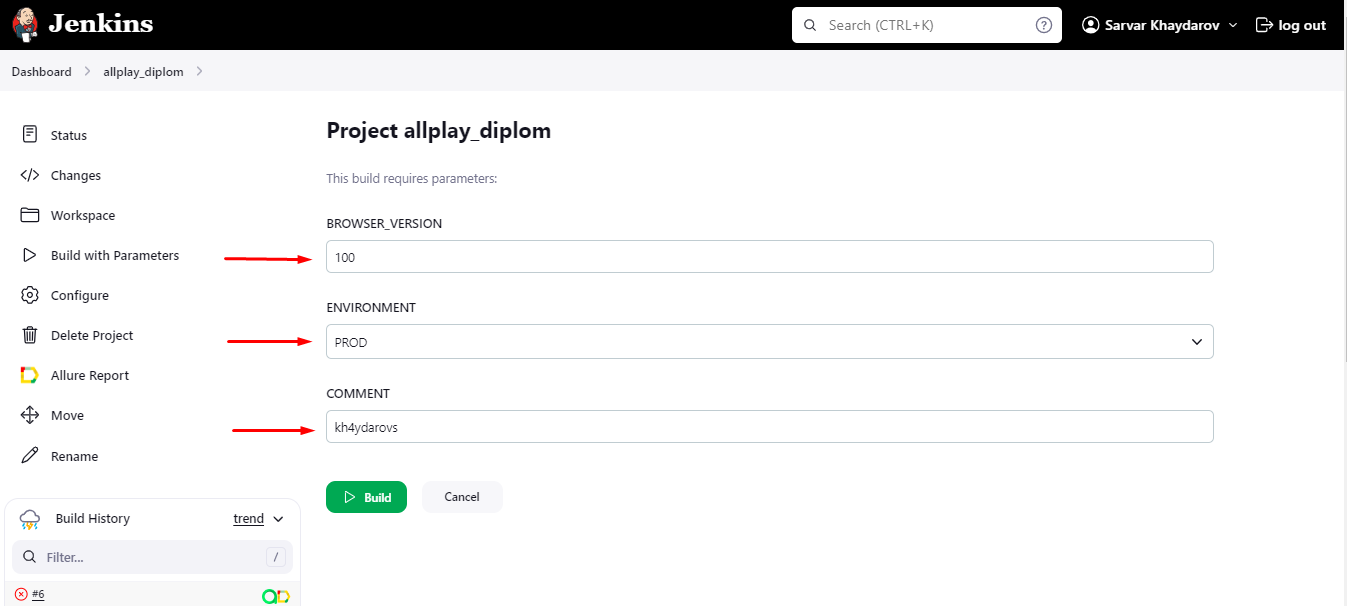 Jenkins
Search (CTRL+K)
?
Sarvar Khaydarov
log out
Dashboard
allplay_diplom
Status
Changes
Workspace
Build with Parameters
Configure
Delete Project
Allure Report
Move
Rename
Build History
trend
Filter...
/
#6
Project allplay_diplom
This build requires parameters:
BROWSER_VERSION
100
ENVIRONMENT
PROD
COMMENT
kh4ydarovs
Build
Cancel